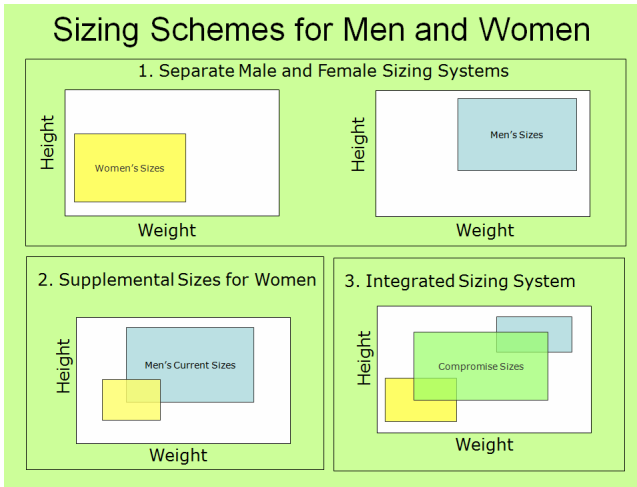 Sizing Schemes for Men and Women
1. Separate Male and Female Sizing Systems
Height
Women's Sizes
Weight
Height
Men's Sizes
Weight
2. Supplemental Sizes for Women
Height
Men's Current Sizes
Weight
3. Integrated Sizing System
Height
Compromise Sizes
Weight